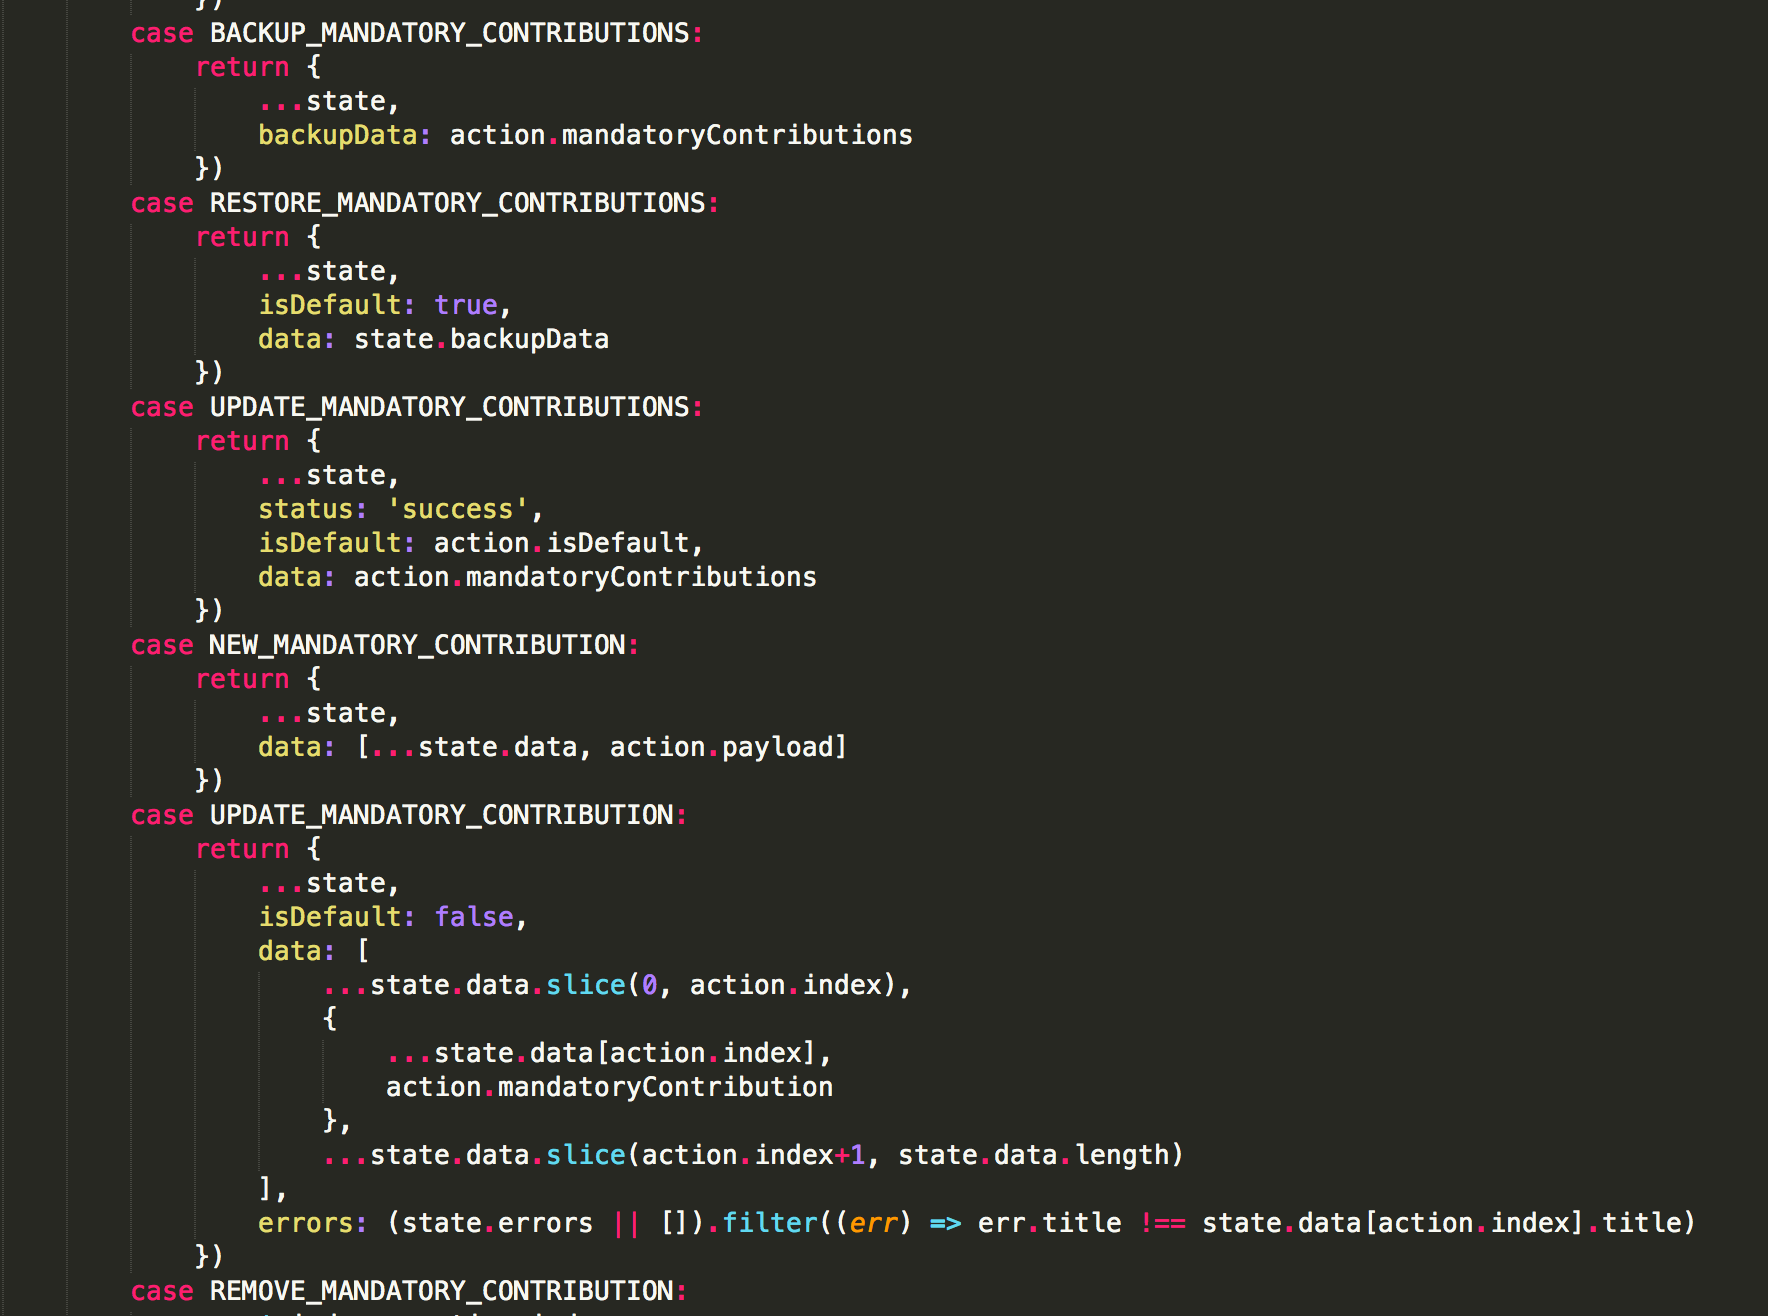 })
case BACKUP_MANDATORY_CONTRIBUTIONS:
return {
...state,
backupData: action.mandatoryContributions
})
case RESTORE_MANDATORY_CONTRIBUTIONS:
return {
...state,
isDefault: true,
data: state.backupData
})
case UPDATE_MANDATORY_CONTRIBUTIONS:
return {
...state,
status: 'success',
isDefault: action.isDefault,
data: action.mandatoryContributions
})
case NEW_MANDATORY_CONTRIBUTION:
return {
...state,
data: [...state.data, action.payload]
})
case UPDATE_MANDATORY_CONTRIBUTION:
return {
...state,
isDefault: false,
data: [
...state.data.slice(0, action.index),
{
...state.data[action.index],
action.mandatoryContribution
},
...state.data.slice(action.index+1, state.data.length)
],
errors: (state.errors || []).filter((err) => err.title !== state.data[action.index].title)
})
case REMOVE_MANDATORY_CONTRIBUTION: